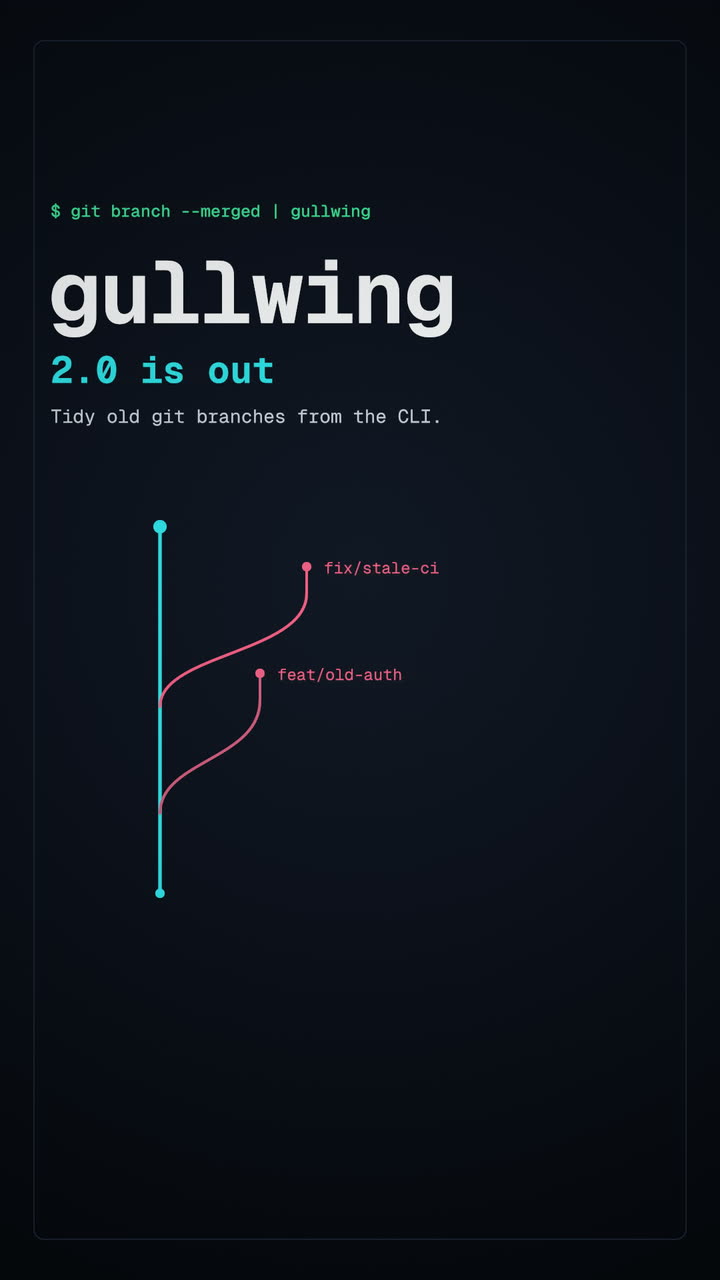 $ git branch --merged | gullwing
gullwing
2.0 is out
Tidy old git branches from the CLI.
fix/stale-ci
feat/old-auth